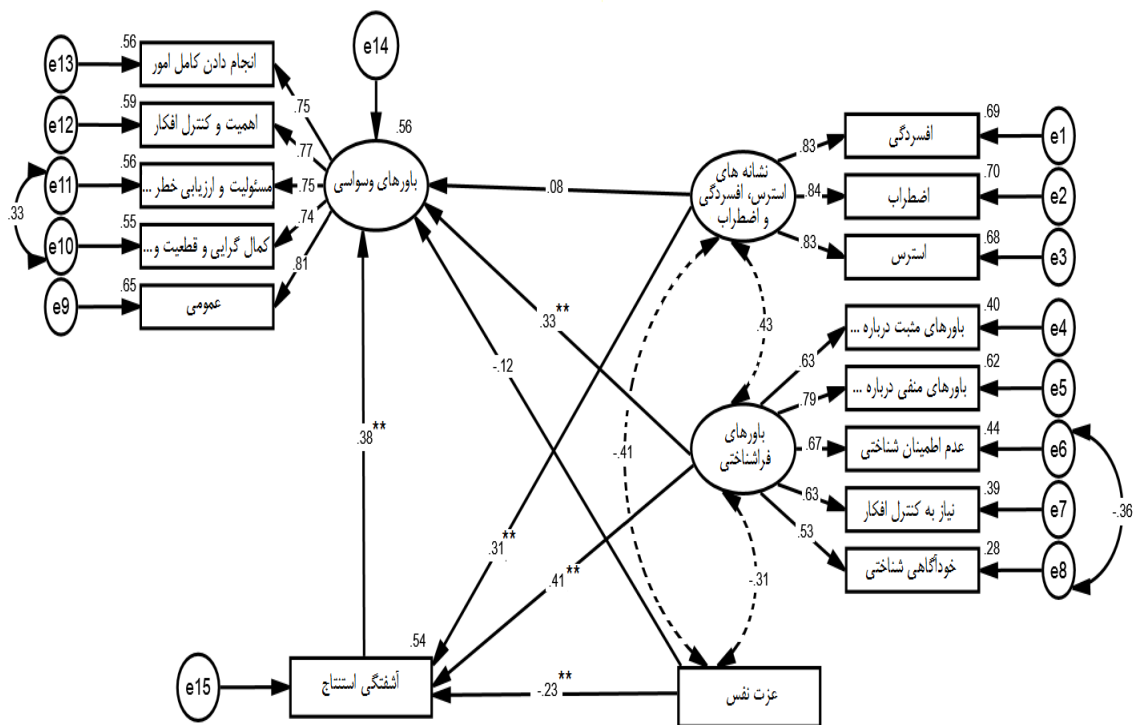 e14
.56
e13
.56
انجام دادن کامل امور
.75
e12
.59
اهمیت و کنترل افکار
.77
e11
.56
مسئولیت و ارزیابی خطر ...
.75
e10
.55
کمال گرایی و قطعیت و...
.74
e9
.65
عمومی
.81
.33
باورهای وسواسی
.08
نشانه های
استرس، افسردگی
و اضطراب
.83
افسردگی
.69
e1
.84
اضطراب
.70
e2
.83
استرس
.68
e3
.33**
-.12
.43
-.41
.38**
.31**
.41**
-.31
باورهای
فراشناختی
.63
باورهای مثبت درباره ...
.40
e4
.79
باورهای منفی درباره ...
.62
e5
.67
عدم اطمینان شناختی
.44
e6
.63
نیاز به کنترل افکار
.39
e7
.53
خودآگاهی شناختی
.28
e8
-.36
e15
.54
آشفتگی استنتاج
-.23**
عزت نفس